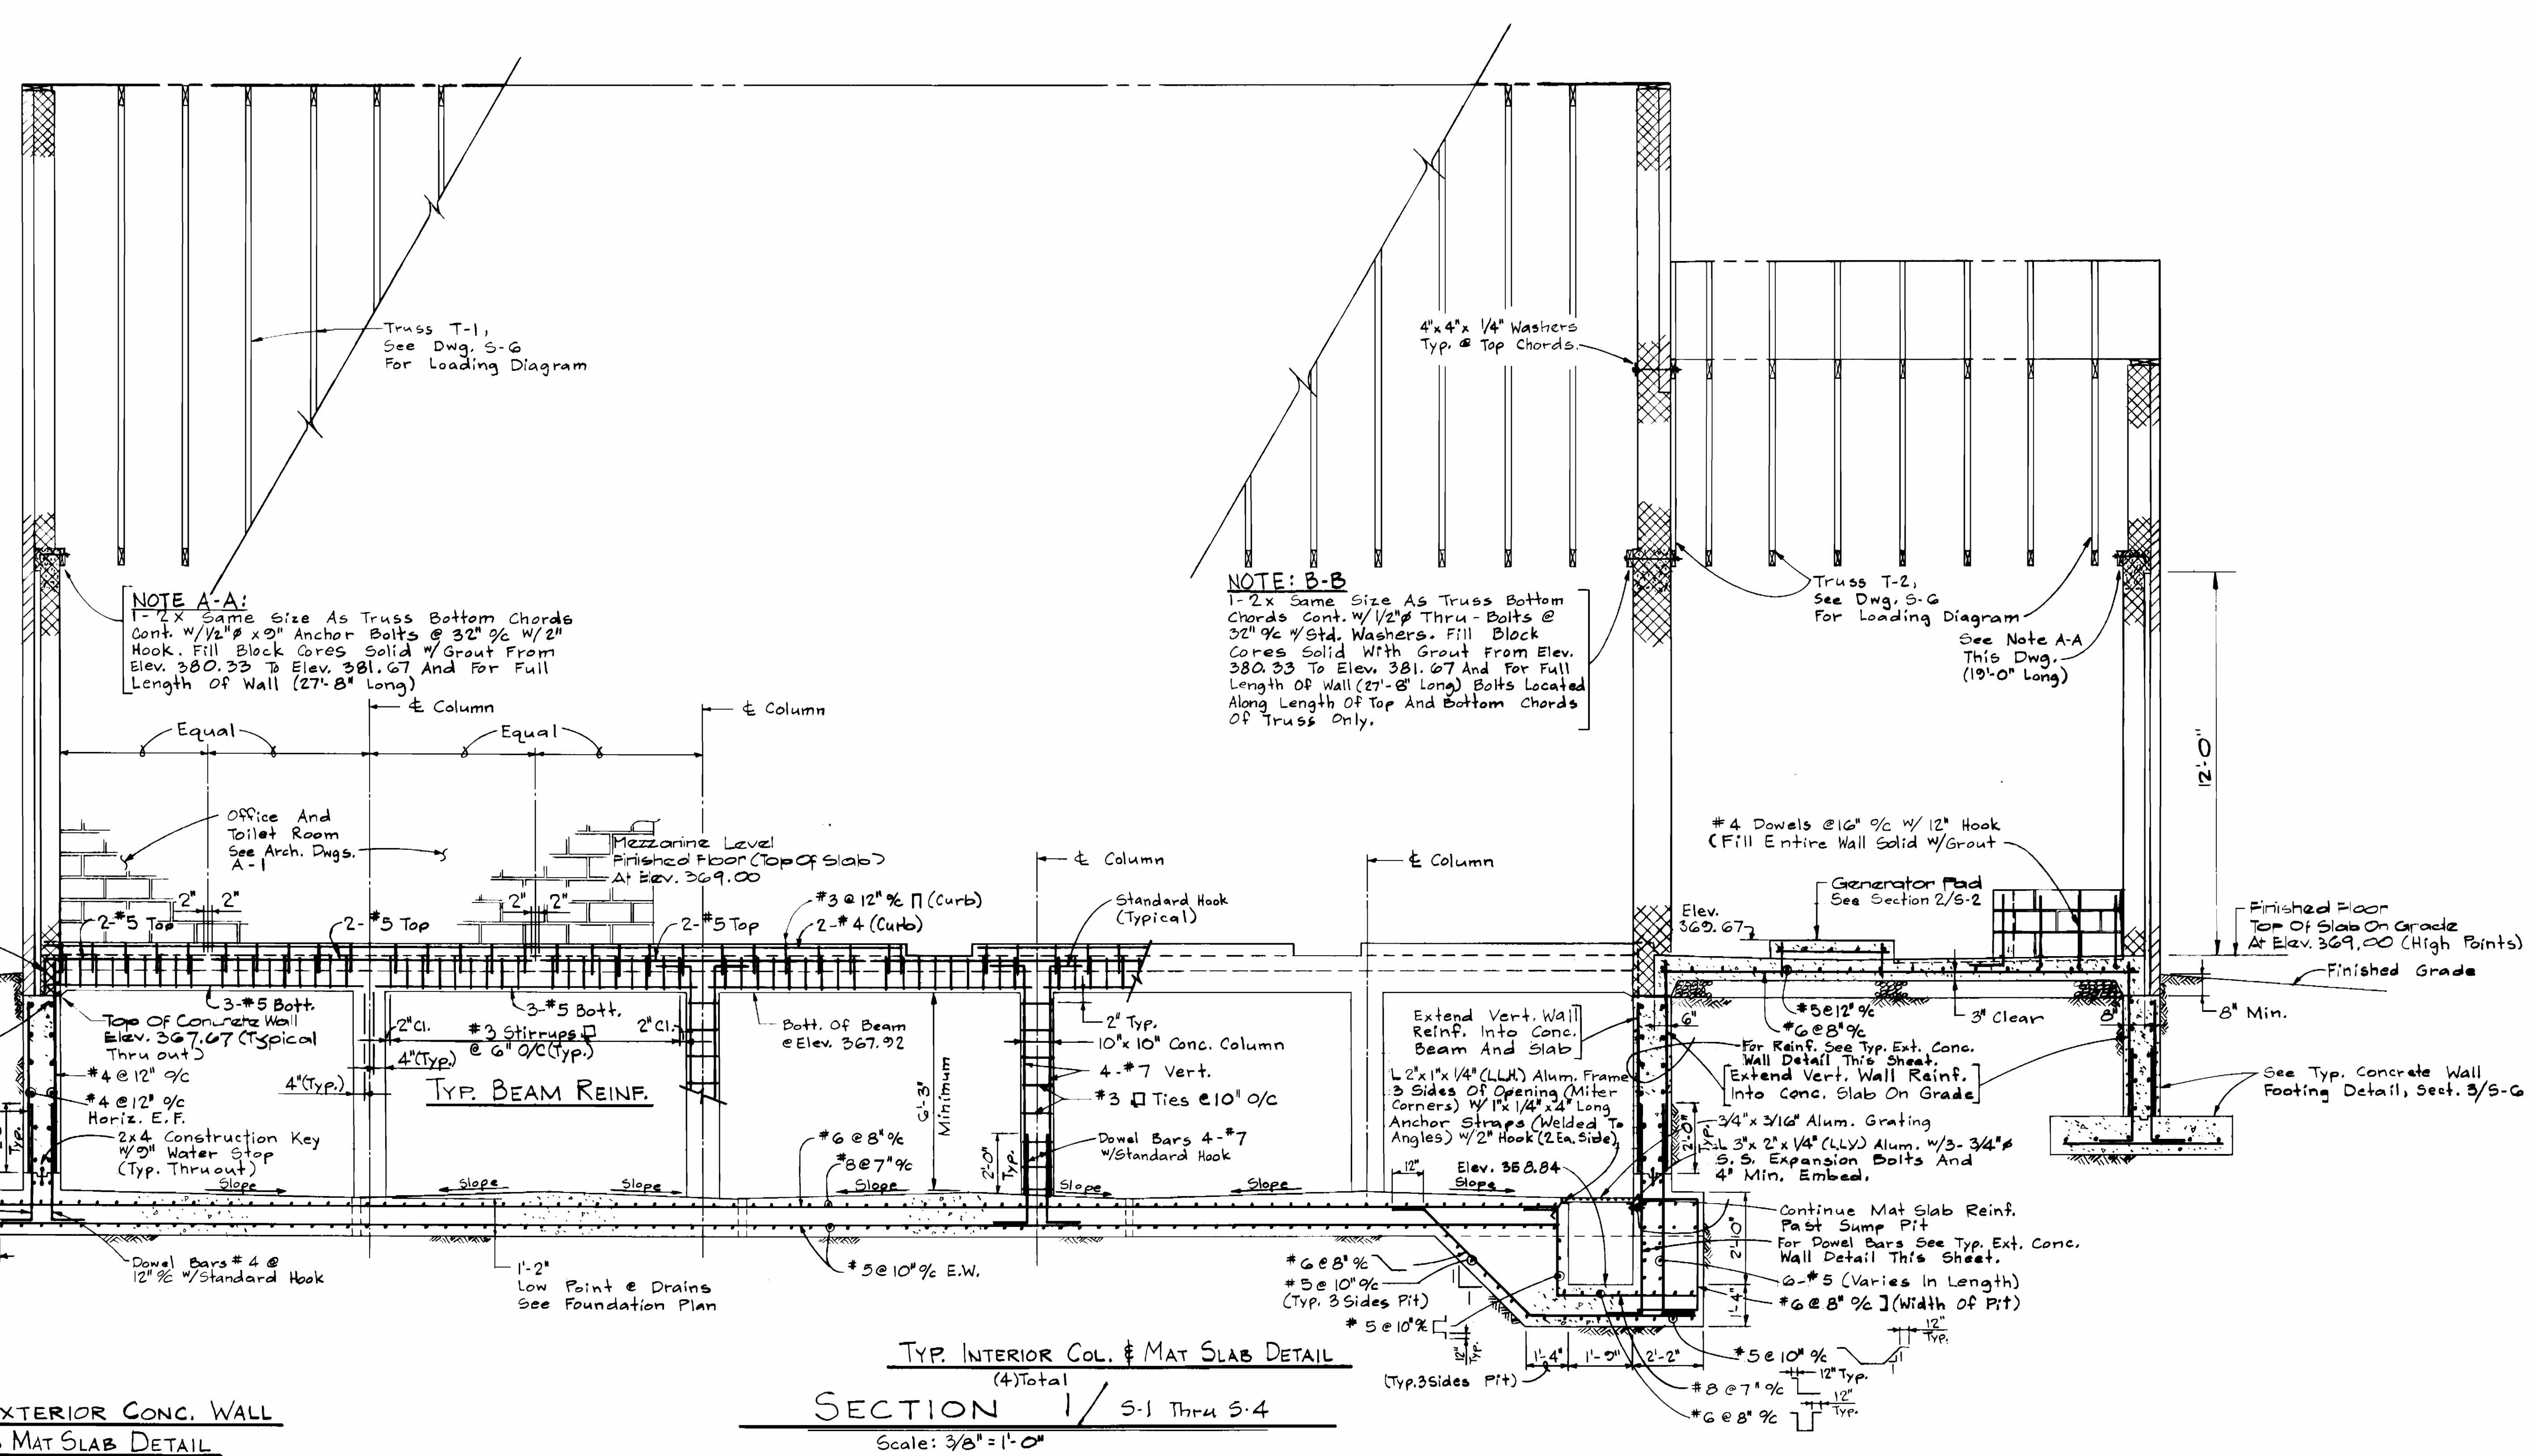 Truss T-1,
See Dwg. S-6
For Loading Diagram
4"x 4"x 1/4" Washers
Typ. @ Top Chords.
NOTE A-A:
1- 2x Same Size As Truss Bottom Chords
Cont. W/1/2"ø x 9" Anchor Bolts @ 32" o/c W/2"
Hook. Fill Block Cores Solid W/Grout From
Elev. 380.33 To Elev. 381.67 And For Full
Length Of Wall (27'-8" Long)
NOTE: B-B
1- 2x Same Size As Truss Bottom
Chords Cont. W/1/2"ø Thru-Bolts @
32" o/c W/Std. Washers. Fill Block
Cores Solid With Grout From Elev.
380.33 To Elev. 381.67 And For Full
Length Of Wall (27'-8" Long) Bolts Located
Along Length Of Top And Bottom Chords
Of Truss Only.
Truss T-2,
See Dwg. S-6
For Loading Diagram
See Note A-A
This Dwg.
(19'-0" Long)
12'-0"
℄ Column
℄ Column
Equal
Equal
Office And
Toilet Room
See Arch. Dwgs.
A-1
Mezzanine Level
Finished Floor (Top Of Slab)
At Elev. 369.00
℄ Column
℄ Column
2" 2"
2" 2"
2-#5 Top
2-#5 Top
2-#5 Top
#3 @ 12" o/c ⊓ (Curb)
2-#4 (Curb)
Standard Hook
(Typical)
#4 Dowels @16" o/c W/ 12" Hook
(Fill Entire Wall Solid W/Grout
Generator Pad
See Section 2/S-2
Elev.
369.67
Finished Floor
Top Of Slab On Grade
At Elev. 369.00 (High Points)
Finished Grade
8" Min.
3-#5 Bott.
3-#5 Bott.
Top Of Concrete Wall
Elev. 367.67 (Typical
Thruout)
#4 @ 12" o/c
#4 @ 12" o/c
Horiz. E.F.
2x4 Construction Key
W/9" Water Stop
(Typ. Thruout)
Typ.
2" Cl.
#3 Stirrups □
@ 6" O/C (Typ.)
2" Cl.
4" (Typ.)
4" (Typ.)
TYP. BEAM REINF.
Bott. Of Beam
@ Elev. 367.92
6'-3"
Minimum
2" Typ.
10"x 10" Conc. Column
4-#7 Vert.
#3 □ Ties @ 10" O/C
Dowel Bars 4-#7
W/Standard Hook
2'-0"
Typ.
#6 @ 8" o/c
#8 @ 7" o/c
Extend Vert. Wall
Reinf. Into Conc.
Beam And Slab
L 2"x 1"x 1/4" (L.L.H.) Alum. Frame
3 Sides Of Opening (Miter
Corners) W/ 1"x 1/4"x 4" Long
Anchor Straps (Welded To
Angles) W/2" Hook (2 Ea. Side)
6"
#5 @ 12" o/c
#6 @ 8" o/c
3" Clear
8"
For Reinf. See Typ. Ext. Conc.
Wall Detail This Sheet.
Extend Vert. Wall Reinf.
Into Conc. Slab On Grade
See Typ. Concrete Wall
Footing Detail, Sect. 3/S-6
3/4" x 3/16" Alum. Grating
L 3"x 2"x 1/4" (L.L.V.) Alum. W/3-3/4"ø
S.S. Expansion Bolts And
4" Min. Embed.
2'-0"
Typ.
Slope
Slope
Slope
Slope
Slope
Slope
12"
Elev. 358.84
Slope
Continue Mat Slab Reinf.
Past Sump Pit
For Dowel Bars See Typ. Ext. Conc.
Wall Detail This Sheet.
6-#5 (Varies In Length)
#6 @ 8" o/c ] (Width Of Pit)
2'-10"
1'-4"
Dowel Bars #4 @
12" o/c W/Standard Hook
1'-2"
Low Point @ Drains
See Foundation Plan
#5 @ 10" o/c E.W.
#6 @ 8" o/c
#5 @ 10" o/c
(Typ. 3 Sides Pit)
1
1
#5 @ 10" o/c
12"
Typ.
1'-4" 1'-9" 2'-2"
(Typ. 3 Sides Pit)
#5 @ 10" o/c
12"
Typ.
1
1
#8 @ 7" o/c
12" Typ.
#6 @ 8" o/c
12"
Typ.
TYP. INTERIOR COL. & MAT SLAB DETAIL
(4) Total
SECTION 1/ S-1 Thru S-4
Scale: 3/8" = 1'-0"
XTERIOR CONC. WALL
MAT SLAB DETAIL